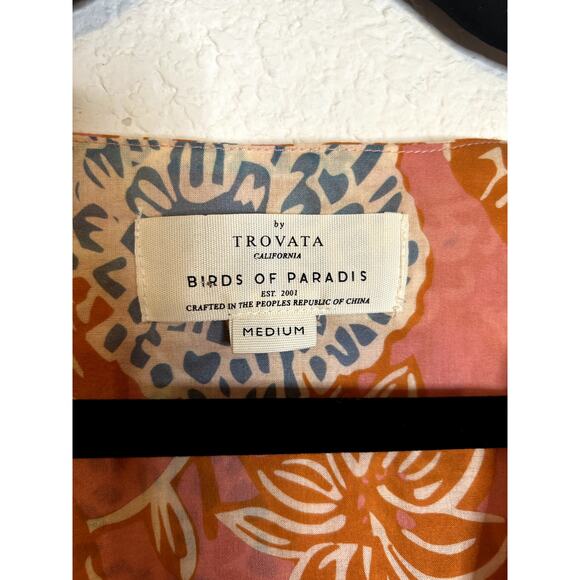 by
TROVATA
CALIFORNIA
BIRDS OF PARADIS
EST. 2001
CRAFTED IN THE PEOPLES REPUBLIC OF CHINA
MEDIUM